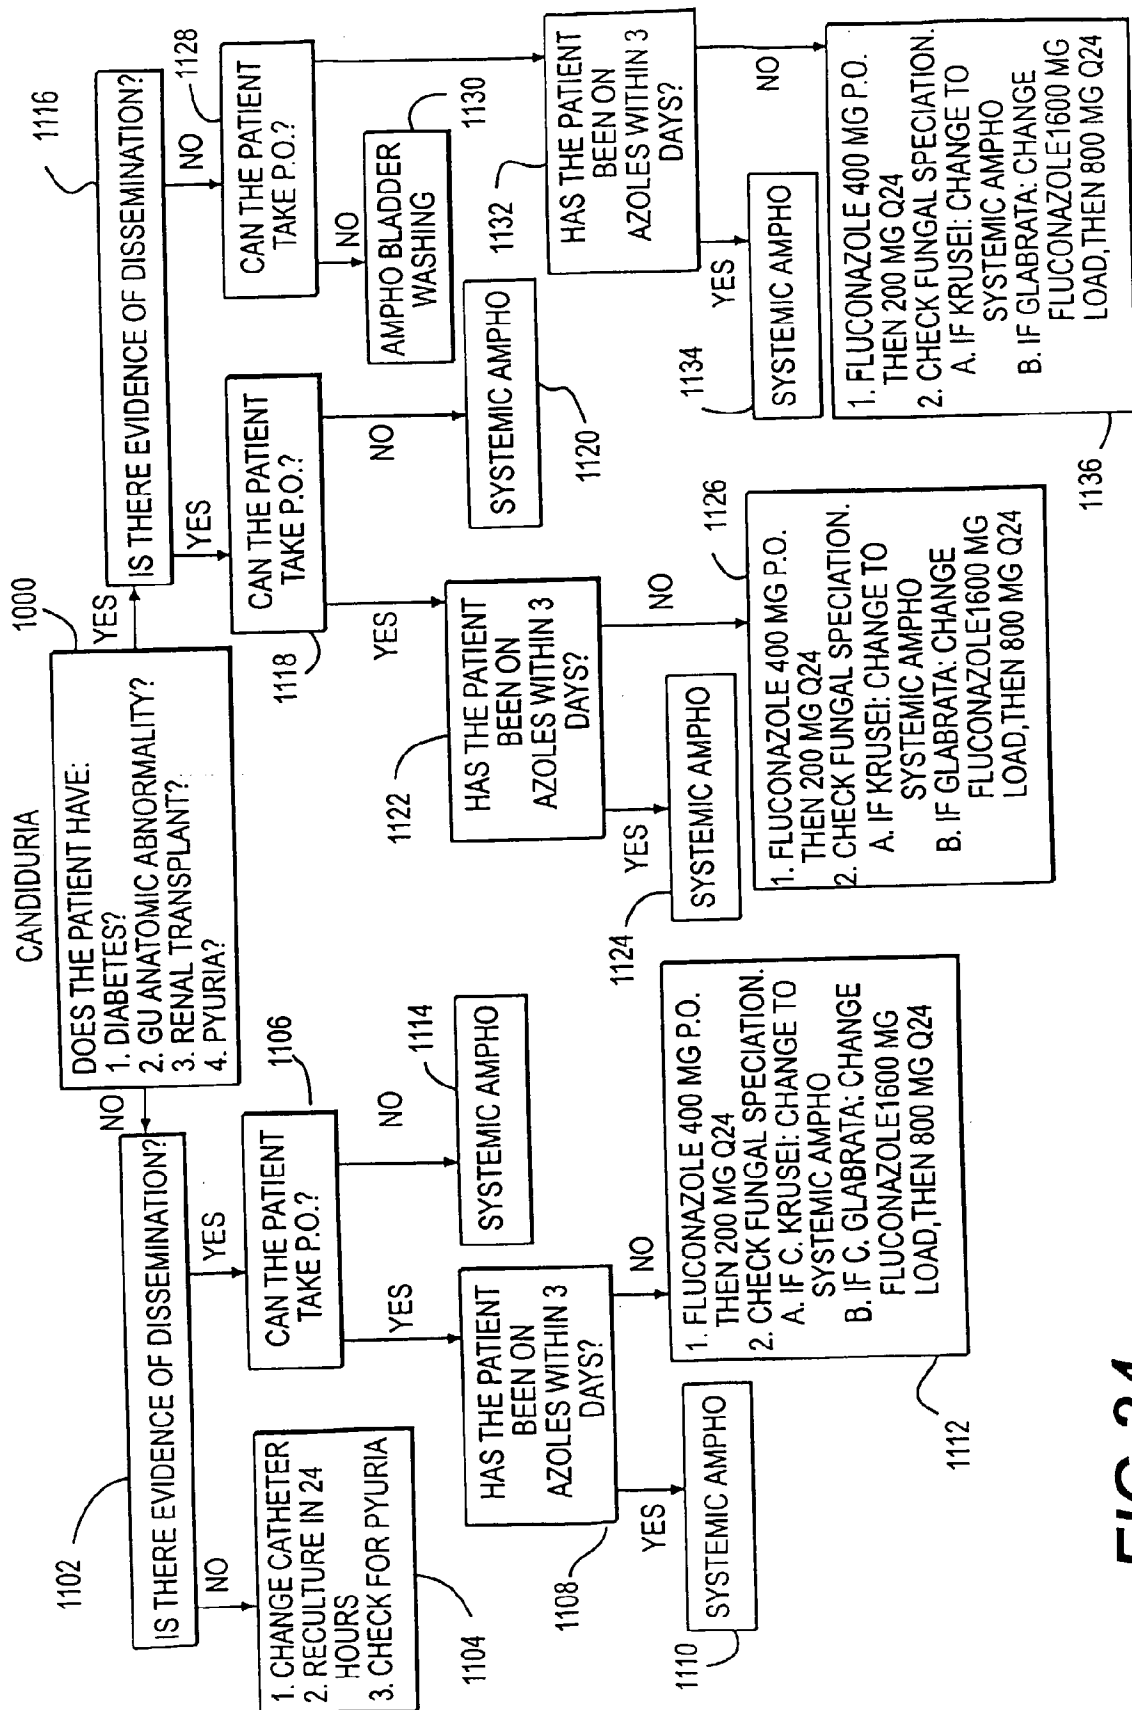 CANDIDURIA
1000
DOES THE PATIENT HAVE:
1. DIABETES?
2. GU ANATOMIC ABNORMALITY?
3. RENAL TRANSPLANT?
4. PYURIA?
NO
YES
1102
IS THERE EVIDENCE OF DISSEMINATION?
NO
YES
1. CHANGE CATHETER
2. RECULTURE IN 24
HOURS
3. CHECK FOR PYURIA
1104
1106
CAN THE PATIENT
TAKE P.O.?
YES
NO
1114
SYSTEMIC AMPHO
HAS THE PATIENT
BEEN ON
AZOLES WITHIN 3
DAYS?
1108
YES
NO
1110
SYSTEMIC AMPHO
1. FLUCONAZOLE 400 MG P.O.
THEN 200 MG Q24
2. CHECK FUNGAL SPECIATION.
A. IF C. KRUSEI: CHANGE TO
SYSTEMIC AMPHO
B. IF C. GLABRATA: CHANGE
FLUCONAZOLE1600 MG
LOAD,THEN 800 MG Q24
1112
1116
IS THERE EVIDENCE OF DISSEMINATION?
YES
NO
CAN THE PATIENT
TAKE P.O.?
1118
YES
NO
SYSTEMIC AMPHO
1120
1122
HAS THE PATIENT
BEEN ON
AZOLES WITHIN 3
DAYS?
YES
NO
1124
SYSTEMIC AMPHO
1126
1. FLUCONAZOLE 400 MG P.O.
THEN 200 MG Q24
2. CHECK FUNGAL SPECIATION.
A. IF KRUSEI: CHANGE TO
SYSTEMIC AMPHO
B. IF GLABRATA: CHANGE
FLUCONAZOLE1600 MG
LOAD,THEN 800 MG Q24
1128
CAN THE PATIENT
TAKE P.O.?
NO
1130
AMPHO BLADDER
WASHING
1132
HAS THE PATIENT
BEEN ON
AZOLES WITHIN 3
DAYS?
YES
NO
1134
SYSTEMIC AMPHO
1. FLUCONAZOLE 400 MG P.O.
THEN 200 MG Q24
2. CHECK FUNGAL SPECIATION.
A. IF KRUSEI: CHANGE TO
SYSTEMIC AMPHO
B. IF GLABRATA: CHANGE
FLUCONAZOLE1600 MG
LOAD,THEN 800 MG Q24
1136